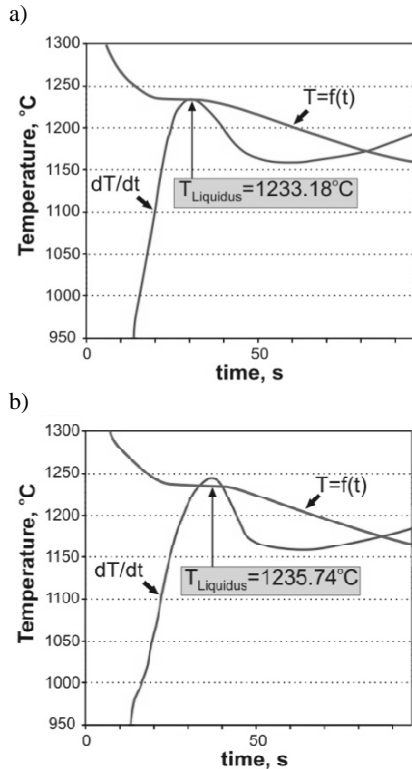 a)
1300
1250
1200
1150
1100
1050
1000
950
Temperature, °C
T=f(t)
dT/dt
T_Liquidus=1233.18°C
0
50
time, s
b)
1300
1250
1200
1150
1100
1050
1000
950
Temperature, °C
T=f(t)
dT/dt
T_Liquidus=1235.74°C
0
50
time, s